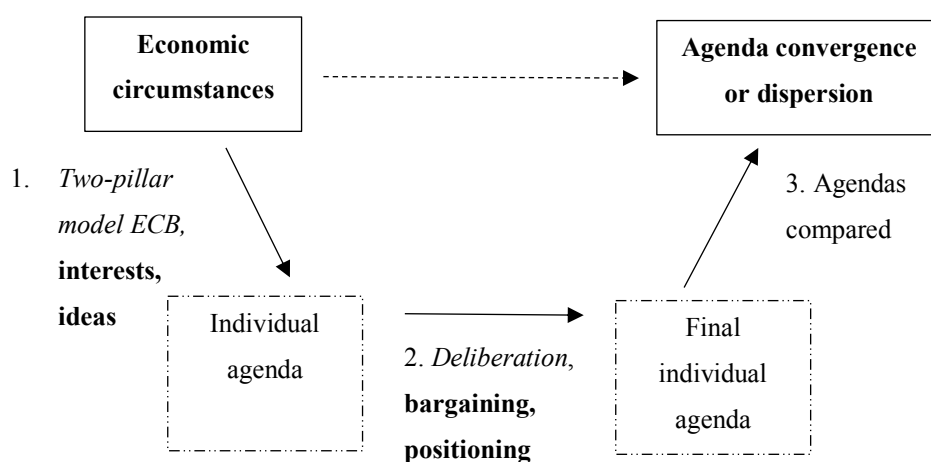 Economic
circumstances
Agenda convergence
or dispersion
1. Two-pillar
model ECB,
interests,
ideas
3. Agendas
compared
Individual
agenda
2. Deliberation,
bargaining,
positioning
Final
individual
agenda